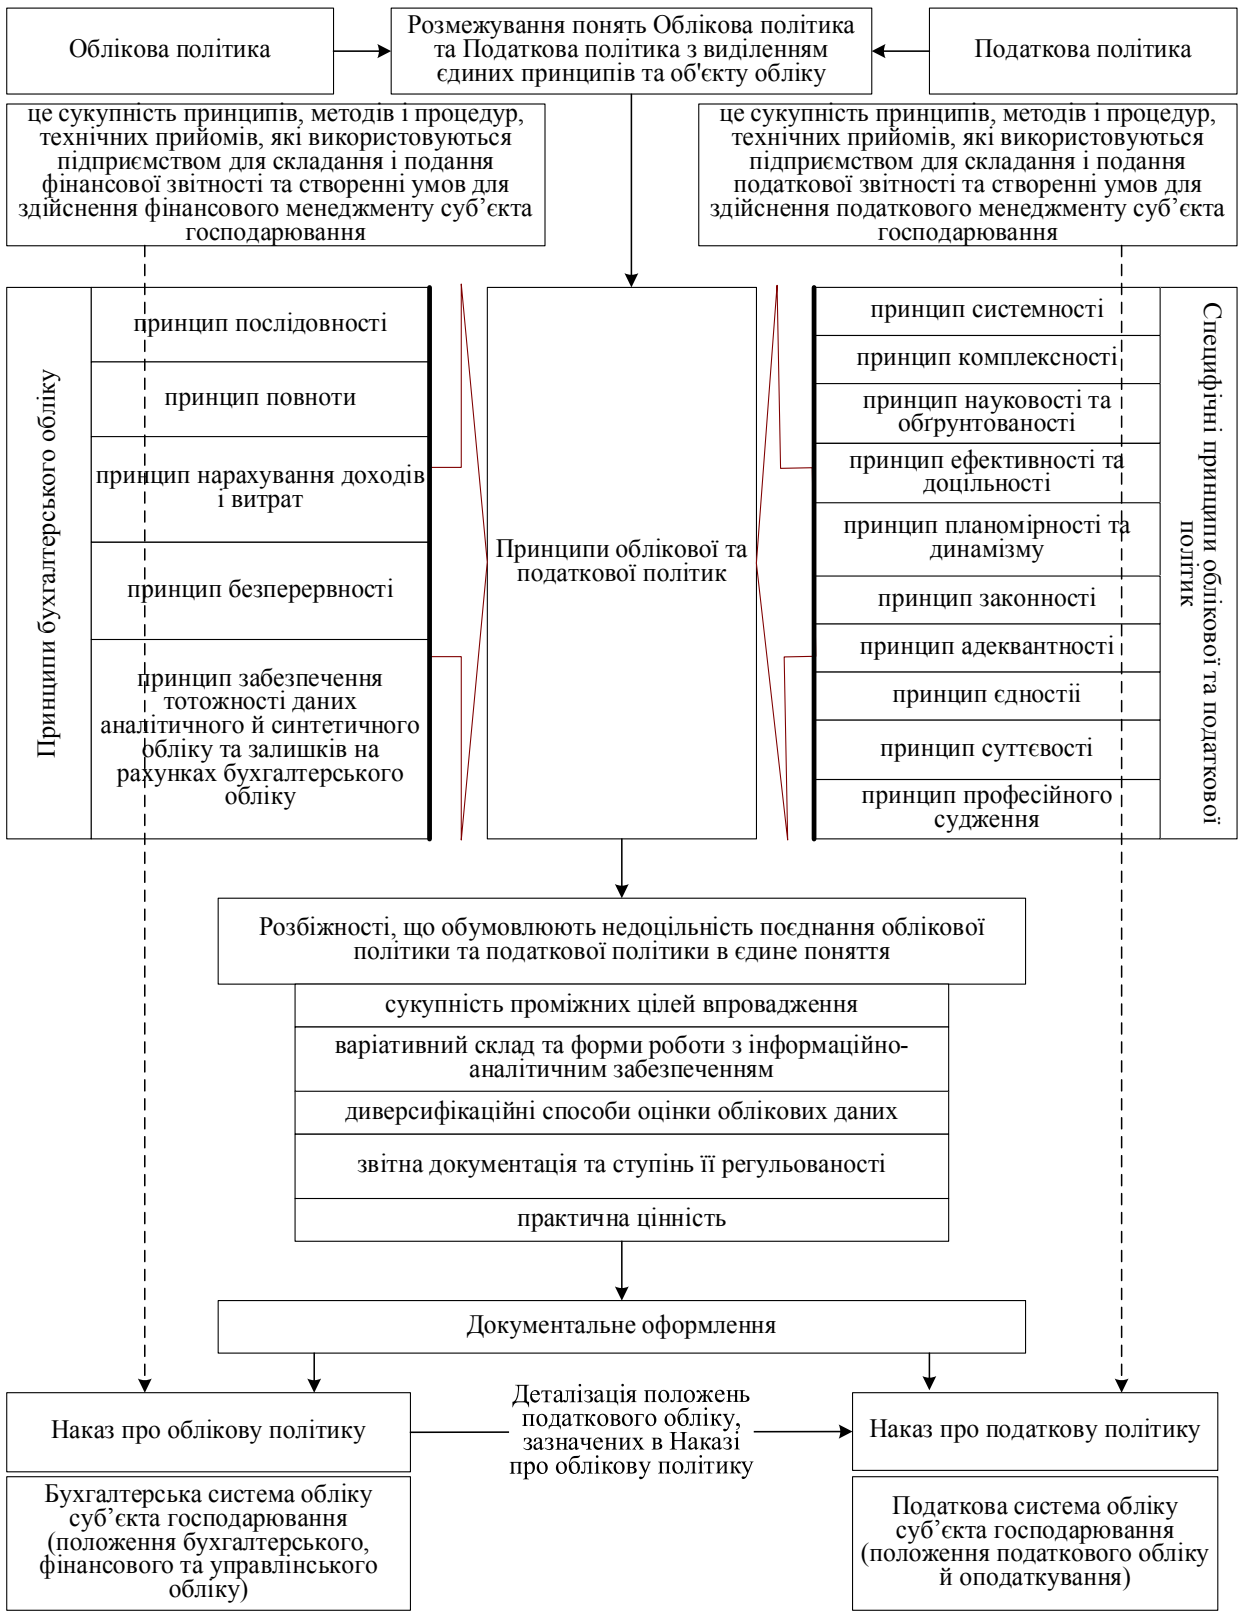 Облікова політика
Розмежування понять Облікова політика
та Податкова політика з виділенням
єдиних принципів та об'єкту обліку
Податкова політика
це сукупність принципів, методів і процедур,
технічних прийомів, які використовуються
підприємством для складання і подання
фінансової звітності та створенні умов для
здійснення фінансового менеджменту суб’єкта
господарювання
це сукупність принципів, методів і процедур,
технічних прийомів, які використовуються
підприємством для складання і подання
податкової звітності та створенні умов для
здійснення податкового менеджменту суб’єкта
господарювання
Принципи бухгалтерського обліку
принцип послідовності
принцип повноти
принцип нарахування доходів
і витрат
принцип безперервності
принцип забезпечення
тотожності даних
аналітичного й синтетичного
обліку та залишків на
рахунках бухгалтерського
обліку
Принципи облікової та
податкової політик
принцип системності
принцип комплексності
принцип науковості та
обґрунтованості
принцип ефективності та
доцільності
принцип планомірності та
динамізму
принцип законності
принцип адеквантності
принцип єдностіі
принцип суттєвості
принцип професійного
судження
Специфічні принципи облікової та податкової
політик
Розбіжності, що обумовлюють недоцільність поєднання облікової
політики та податкової політики в єдине поняття
сукупність проміжних цілей впровадження
варіативний склад та форми роботи з інформаційно-
аналітичним забезпеченням
диверсифікаційні способи оцінки облікових даних
звітна документація та ступінь її регульованості
практична цінність
Документальне оформлення
Наказ про облікову політику
Деталізація положень
податкового обліку,
зазначених в Наказі
про облікову політику
Наказ про податкову політику
Бухгалтерська система обліку
суб’єкта господарювання
(положення бухгалтерського,
фінансового та управлінського
обліку)
Податкова система обліку
суб’єкта господарювання
(положення податкового обліку
й оподаткування)